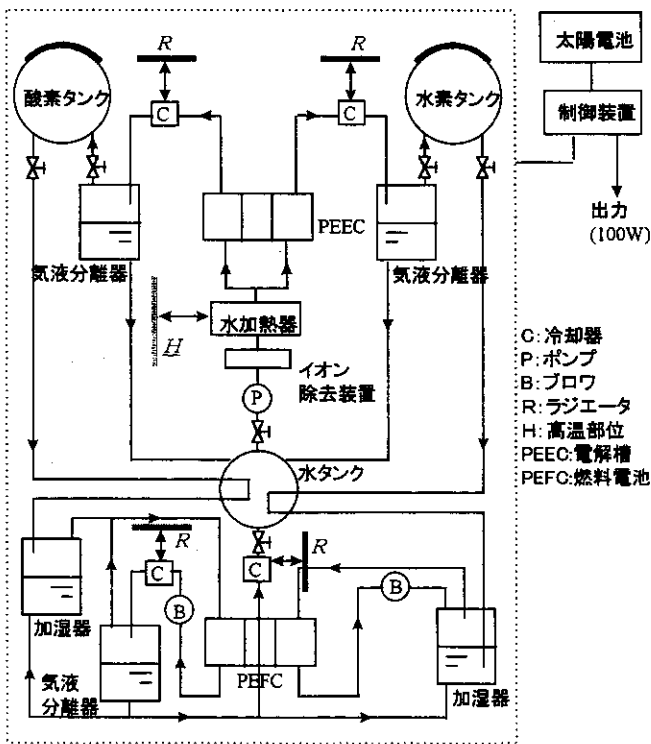 R
R
太陽電池
酸素タンク
水素タンク
C
C
制御装置
PEEC
出力
(100W)
気液分離器
気液分離器
水加熱器
H
イオン
除去装置
P
C:冷却器
P:ポンプ
B:ブロワ
R:ラジエータ
H:高温部位
PEEC:電解槽
PEFC:燃料電池
水タンク
R
R
C
C
B
B
加湿器
PEFC
気液
分離器
加湿器